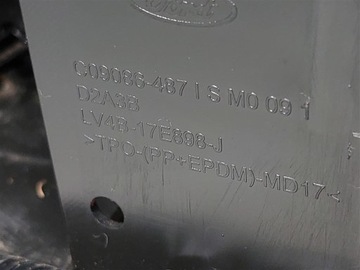 C09086-487 I S M0 09 1
D2A3B
LV4B-17E898-J
>TPO-(PP+EPDM)-MD17<